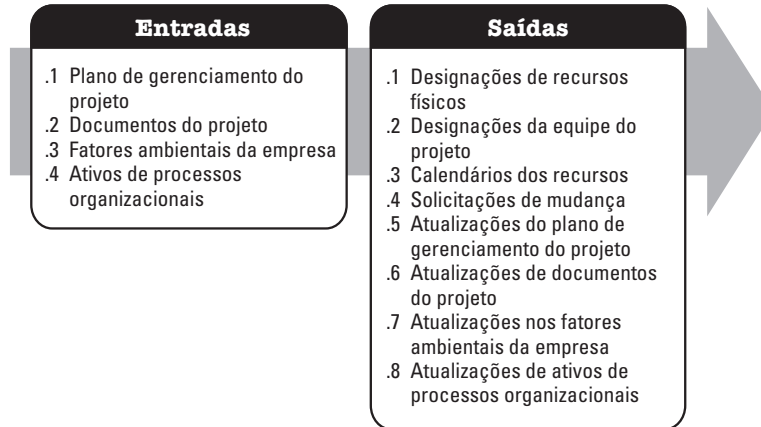 Entradas
.1 Plano de gerenciamento do
projeto
.2 Documentos do projeto
.3 Fatores ambientais da empresa
.4 Ativos de processos
organizacionais
Saídas
.1 Designações de recursos
físicos
.2 Designações da equipe do
projeto
.3 Calendários dos recursos
.4 Solicitações de mudança
.5 Atualizações do plano de
gerenciamento do projeto
.6 Atualizações de documentos
do projeto
.7 Atualizações nos fatores
ambientais da empresa
.8 Atualizações de ativos de
processos organizacionais